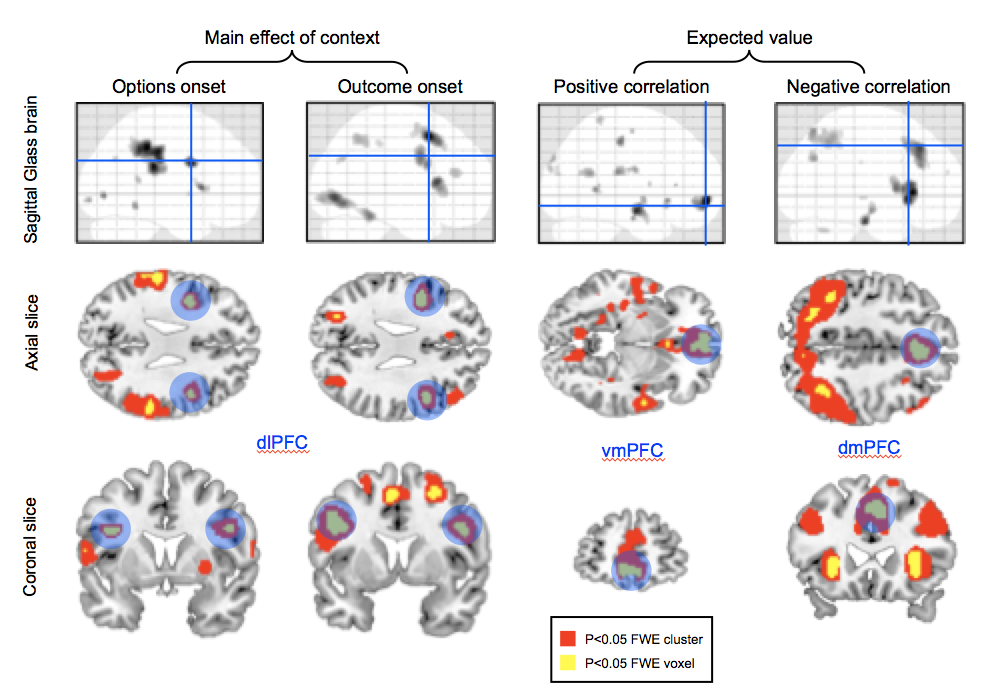 Main effect of context
Expected value
Options onset
Outcome onset
Positive correlation
Negative correlation
Sagittal Glass brain
Axial slice
dlPFC
vmPFC
dmPFC
Coronal slice
P<0.05 FWE cluster
P<0.05 FWE voxel